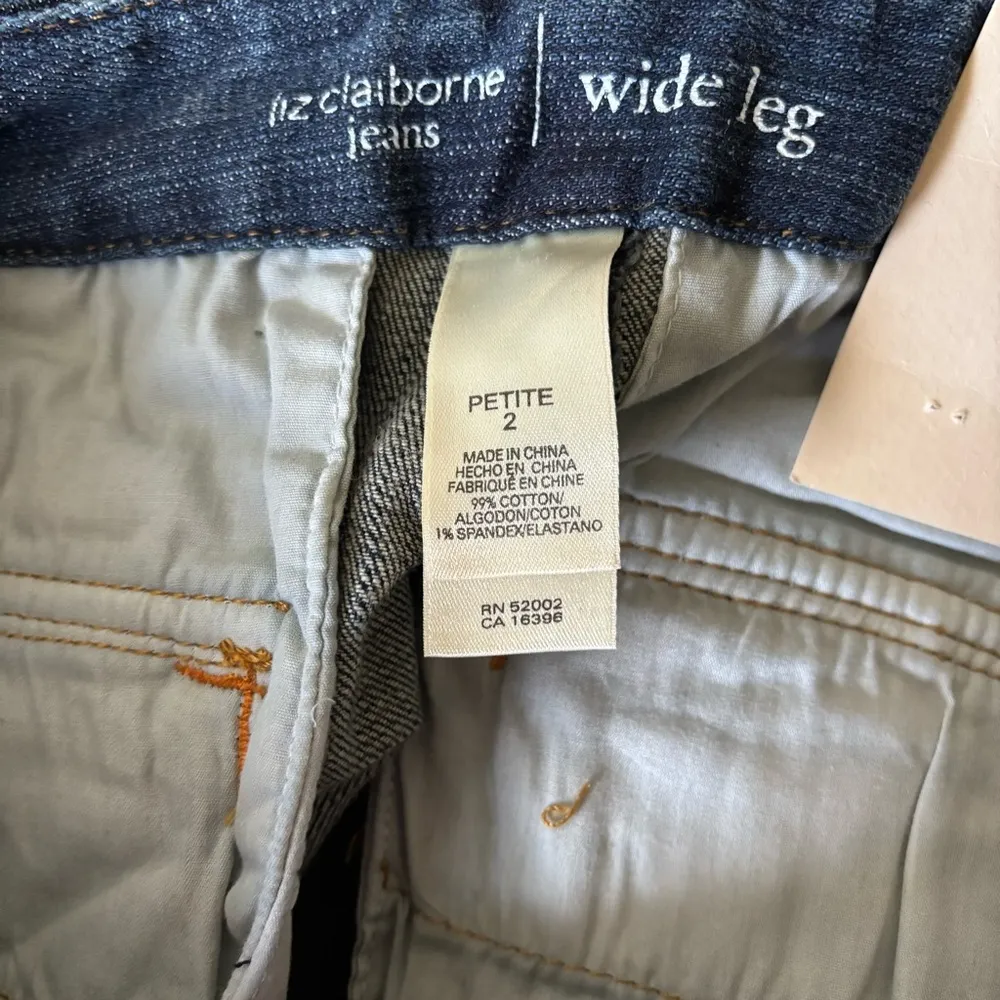 liz claiborne
jeans
wide leg
PETITE
2
MADE IN CHINA
HECHO EN CHINA
FABRIQUÉ EN CHINE
99% COTTON/
ALGODON/COTON
1% SPANDEX/ELASTANO
RN 52002
CA 16396